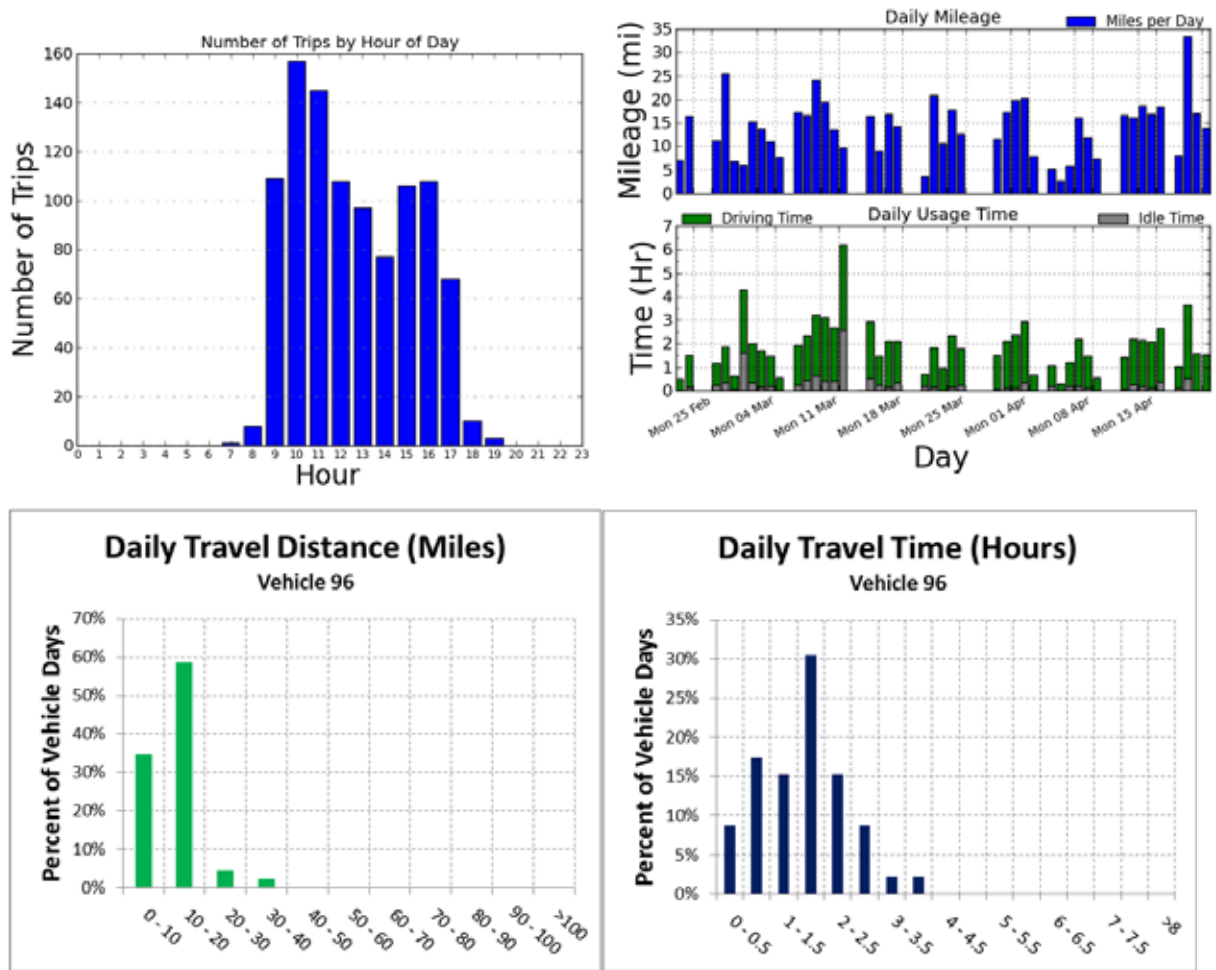 Number of Trips by Hour of Day
160
140
120
100
80
60
40
20
0
Number of Trips
0 1 2 3 4 5 6 7 8 9 10 11 12 13 14 15 16 17 18 19 20 21 22 23
Hour
Daily Mileage
Miles per Day
35
30
25
20
15
10
5
0
Mileage (mi)
Driving Time
Daily Usage Time
Idle Time
7
6
5
4
3
2
1
0
Time (Hr)
Mon 25 Feb
Mon 04 Mar
Mon 11 Mar
Mon 18 Mar
Mon 25 Mar
Mon 01 Apr
Mon 08 Apr
Mon 15 Apr
Day
Daily Travel Distance (Miles)
Vehicle 96
70%
60%
50%
40%
30%
20%
10%
0%
Percent of Vehicle Days
0 - 10
10 - 20
20 - 30
30 - 40
40 - 50
50 - 60
60 - 70
70 - 80
80 - 90
90 - 100
>100
Daily Travel Time (Hours)
Vehicle 96
35%
30%
25%
20%
15%
10%
5%
0%
Percent of Vehicle Days
0 - 0.5
1 - 1.5
2 - 2.5
3 - 3.5
4 - 4.5
5 - 5.5
6 - 6.5
7 - 7.5
>8